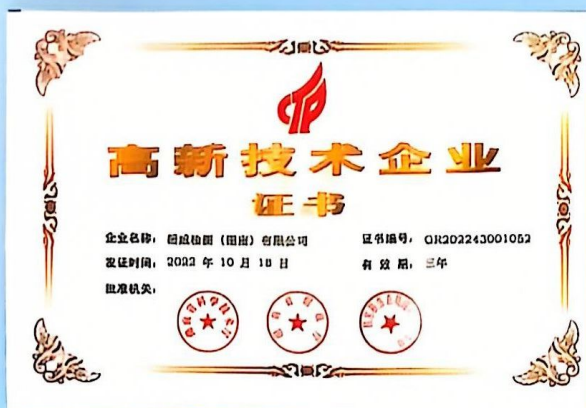 高新技术企业
证书
企业名称： （ ）有限公司
证书编号： GR202243001052
发证时间： 2022 年 10 月 18 日
有 效 期： 三年
批准机关：